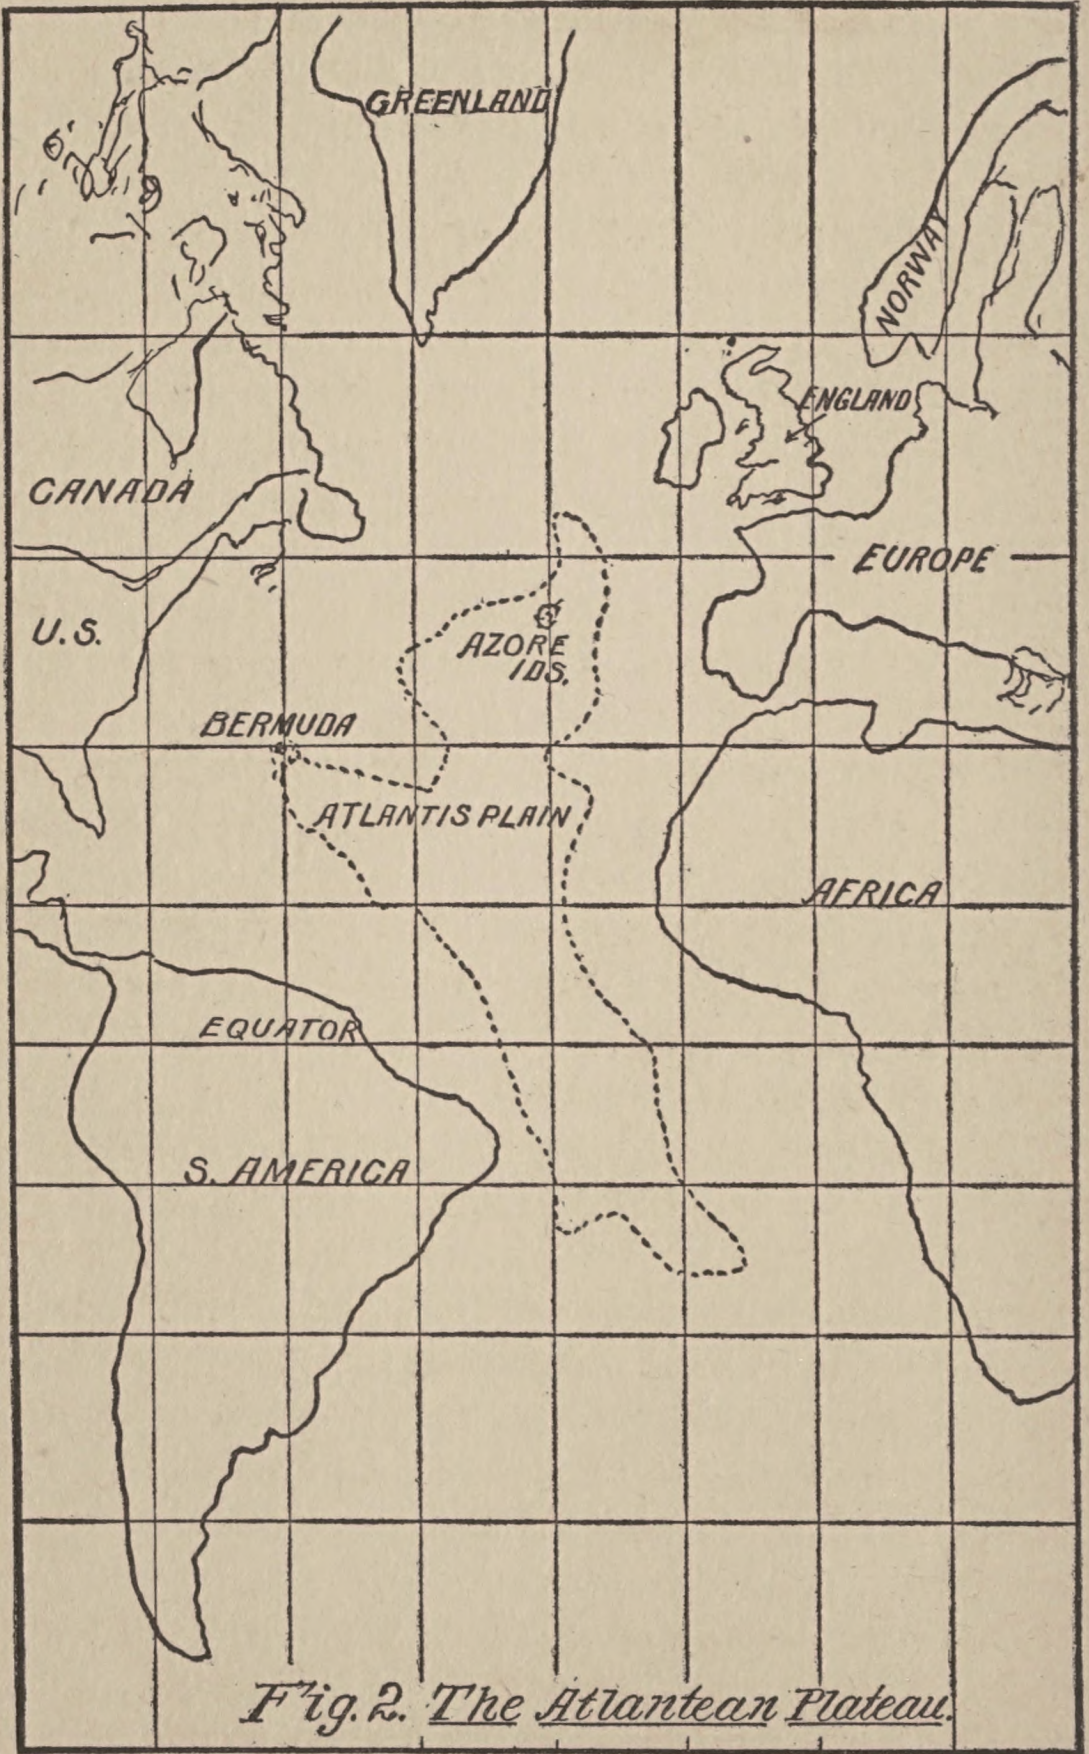 GREENLAND
NORWAY
ENGLAND
CANADA
EUROPE
U.S.
AZORE
IDS.
BERMUDA
ATLANTIS PLAIN
AFRICA
EQUATOR
S. AMERICA
Fig. 2. The Atlantean Plateau.